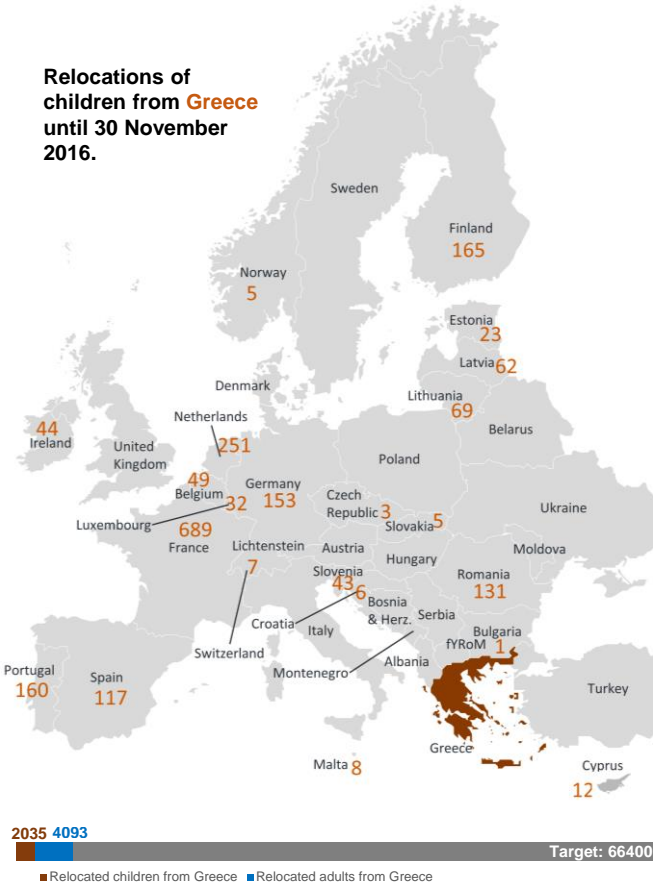 Relocations of
children from Greece
until 30 November
2016.
Sweden
Finland
165
Norway
5
Estonia
23
Latvia 62
Denmark
Lithuania
69
Netherlands
Belarus
44
Ireland
United
Kingdom
251
Poland
49
Belgium
Germany
153
32
Czech
Republic 3
Slovakia 5
Ukraine
Luxembourg
689
France
Lichtenstein
7
Austria
Hungary
Moldova
Slovenia
43
6
Romania
131
Croatia
Bosnia
& Herz.
Serbia
Switzerland
Italy
Bulgaria
1
fYRoM
Portugal
160
Spain
117
Montenegro
Albania
Turkey
Greece
Malta 8
Cyprus
12
2035 4093
Target: 66400
Relocated children from Greece Relocated adults from Greece